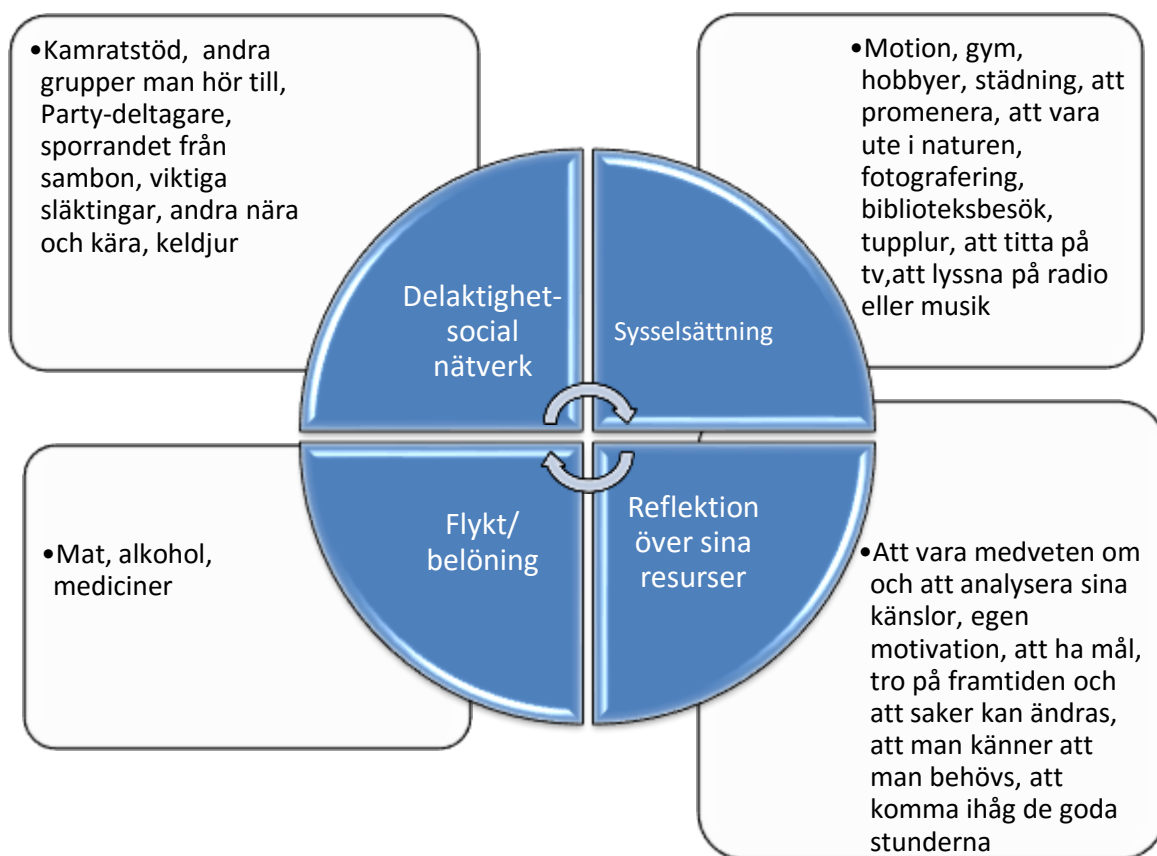 •Kamratstöd, andra
grupper man hör till,
Party-deltagare,
sporrandet från
sambon, viktiga
släktingar, andra nära
och kära, keldjur
•Motion, gym,
hobbyer, städning, att
promenera, att vara
ute i naturen,
fotografering,
biblioteksbesök,
tupplur, att titta på
tv,att lyssna på radio
eller musik
Delaktighet-
social
nätverk
Sysselsättning
Flykt/
belöning
Reflektion
över sina
resurser
•Mat, alkohol,
mediciner
•Att vara medveten om
och att analysera sina
känslor, egen
motivation, att ha mål,
tro på framtiden och
att saker kan ändras,
att man känner att
man behövs, att
komma ihåg de goda
stunderna